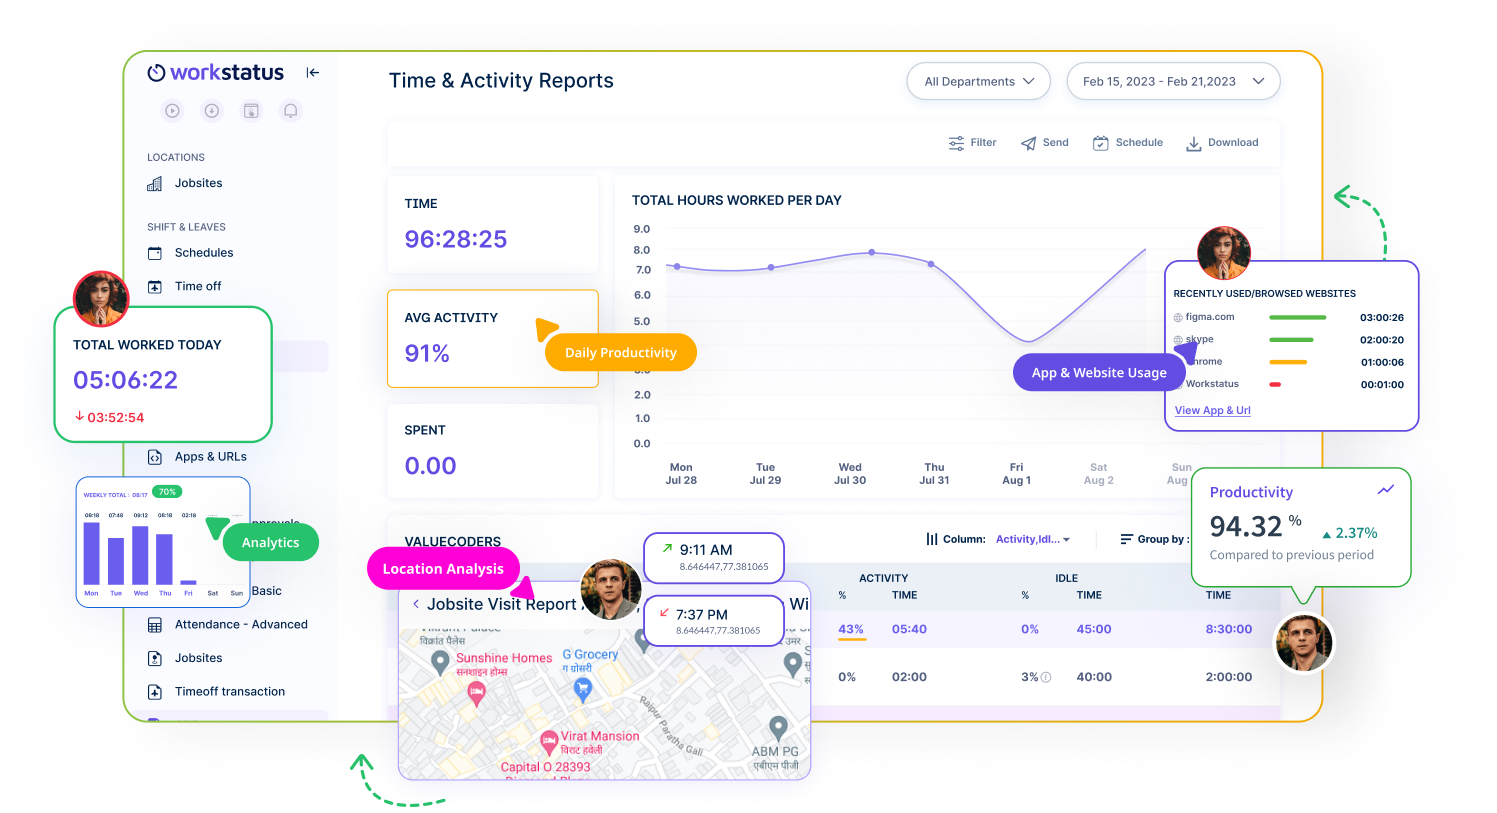 workstatus
Time & Activity Reports
All Departments
Feb 15, 2023 - Feb 21,2023
Filter
Send
Schedule
Download
LOCATIONS
Jobsites
SHIFT & LEAVES
Schedules
Time off
TOTAL WORKED TODAY
05:06:22
03:52:54
Apps & URLs
WEEKLY TOTAL : 08:17
70%
09:18 07:48 09:12 08:18 02:18
Mon Tue Wed Thu Fri Sat Sun
Analytics
Basic
Attendance - Advanced
Jobsites
Timeoff transaction
TIME
96:28:25
AVG ACTIVITY
91%
Daily Productivity
SPENT
0.00
TOTAL HOURS WORKED PER DAY
9.0
8.0
7.0
6.0
5.0
2.0
1.0
0.0
Mon Tue Wed Thu Fri Sat Sun
Jul 28 Jul 29 Jul 30 Jul 31 Aug 1 Aug 2 Aug
App & Website Usage
RECENTLY USED/BROWSED WEBSITES
figma.com 03:00:26
skype 02:00:20
01:00:06
Workstatus 00:01:00
View App & Url
Productivity
94.32 %
2.37%
Compared to previous period
VALUECODERS
Column: Activity,Idl...
Group by :
ACTIVITY IDLE
% TIME % TIME TIME
43% 05:40 0% 45:00 8:30:00
0% 02:00 3% 40:00 2:00:00
Location Analysis
9:11 AM
8.646447,77.381065
7:37 PM
8.646447,77.381065
Jobsite Visit Report
विक्रांत पैलेस
Sunshine Homes
सनशाइन होम्स
G Grocery
ग ग्रोसरी
Raipur Paratha Gali
Virat Mansion
विराट हवेली
ABM PG
एबीएम पीजी
Capital O 28393